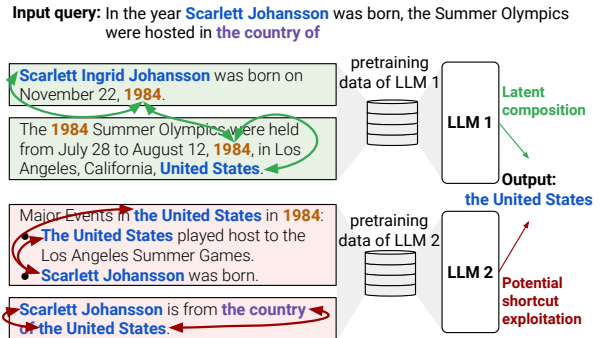 Input query: In the year Scarlett Johansson was born, the Summer Olympics
were hosted in the country of
Scarlett Ingrid Johansson was born on
November 22, 1984.
The 1984 Summer Olympics were held
from July 28 to August 12, 1984, in Los
Angeles, California, United States.
pretraining
data of LLM 1
LLM 1
Latent
composition
Output:
the United States
Major Events in the United States in 1984:
• The United States played host to the
Los Angeles Summer Games.
• Scarlett Johansson was born.
Scarlett Johansson is from the country
of the United States.
pretraining
data of LLM 2
LLM 2
Potential
shortcut
exploitation